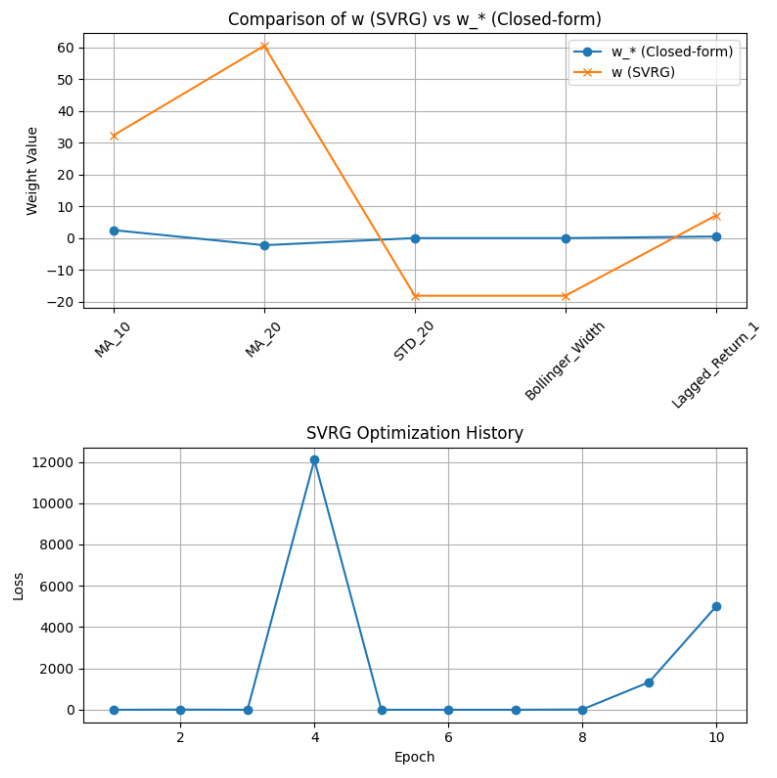 Comparison of w (SVRG) vs w_* (Closed-form)
w_* (Closed-form)
w (SVRG)
Weight Value
60
50
40
30
20
10
0
−10
−20
MA_10
MA_20
STD_20
Bollinger_Width
Lagged_Return_1
SVRG Optimization History
Loss
12000
10000
8000
6000
4000
2000
0
2
4
6
8
10
Epoch